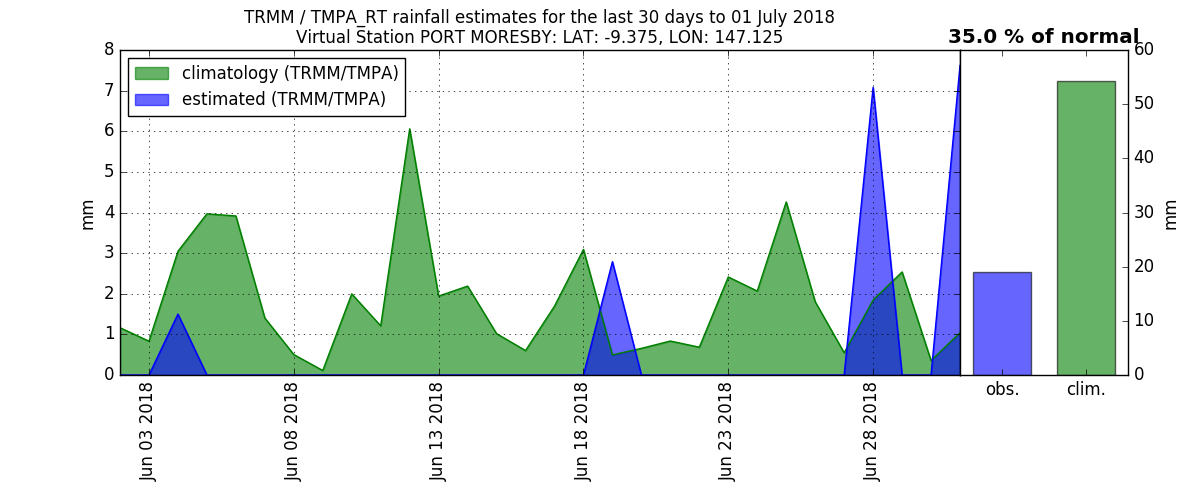 TRMM / TMPA_RT rainfall estimates for the last 30 days to 01 July 2018
Virtual Station PORT MORESBY: LAT: -9.375, LON: 147.125
35.0 % of normal
climatology (TRMM/TMPA)
estimated (TRMM/TMPA)
8
7
6
5
4
3
2
1
0
mm
Jun 03 2018
Jun 08 2018
Jun 13 2018
Jun 18 2018
Jun 23 2018
Jun 28 2018
obs.
clim.
60
50
40
30
20
10
0
mm